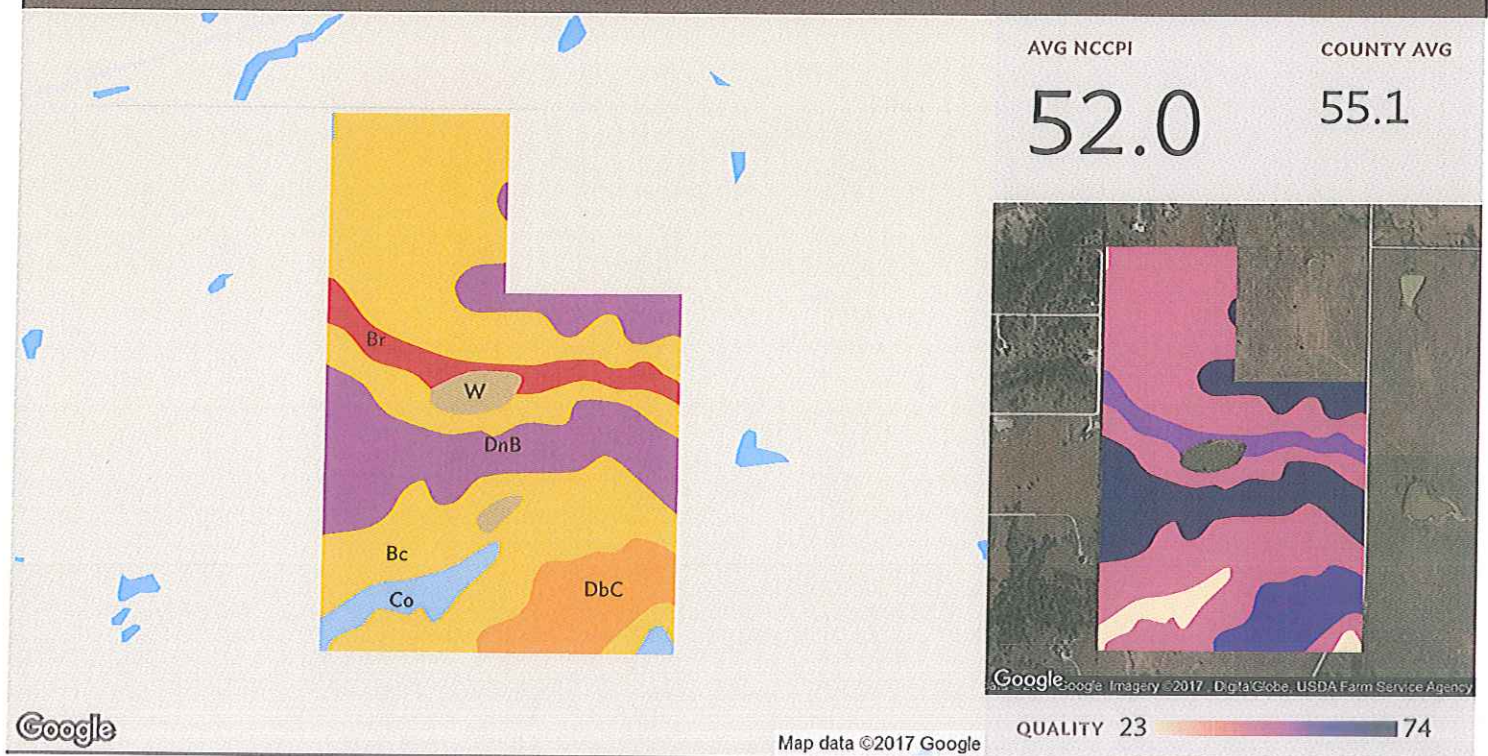 AVG NCCPI
COUNTY AVG
52.0
55.1
Br
W
DnB
Bc
Co
DbC
Google
Map data ©2017 Google
Google
Google Imagery ©2017 , DigitalGlobe, USDA Farm Service Agency
QUALITY 23
74